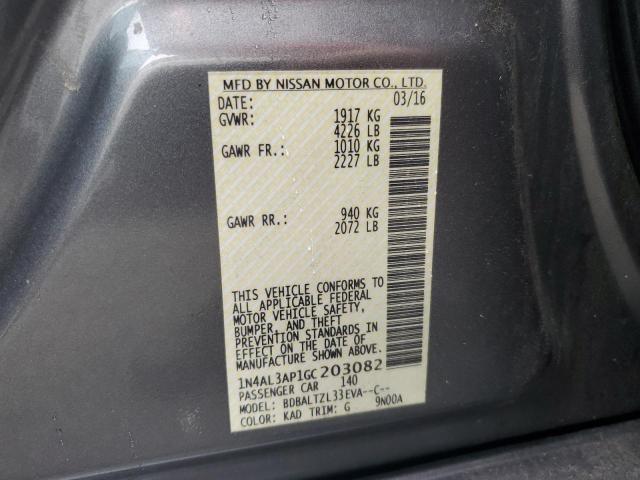 MFD BY NISSAN MOTOR CO., LTD.
DATE: 03/16
GVWR: 1917 KG
4226 LB
GAWR FR.: 1010 KG
2227 LB
GAWR RR.: 940 KG
2072 LB
THIS VEHICLE CONFORMS TO
ALL APPLICABLE FEDERAL
MOTOR VEHICLE SAFETY,
BUMPER, AND THEFT
PREVENTION STANDARDS IN
EFFECT ON THE DATE OF
MANUFACTURE SHOWN ABOVE.
1N4AL3AP1GC203082
PASSENGER CAR 140
MODEL: BDBALTZL33EVA--C--
COLOR: KAD TRIM: G 9N00A